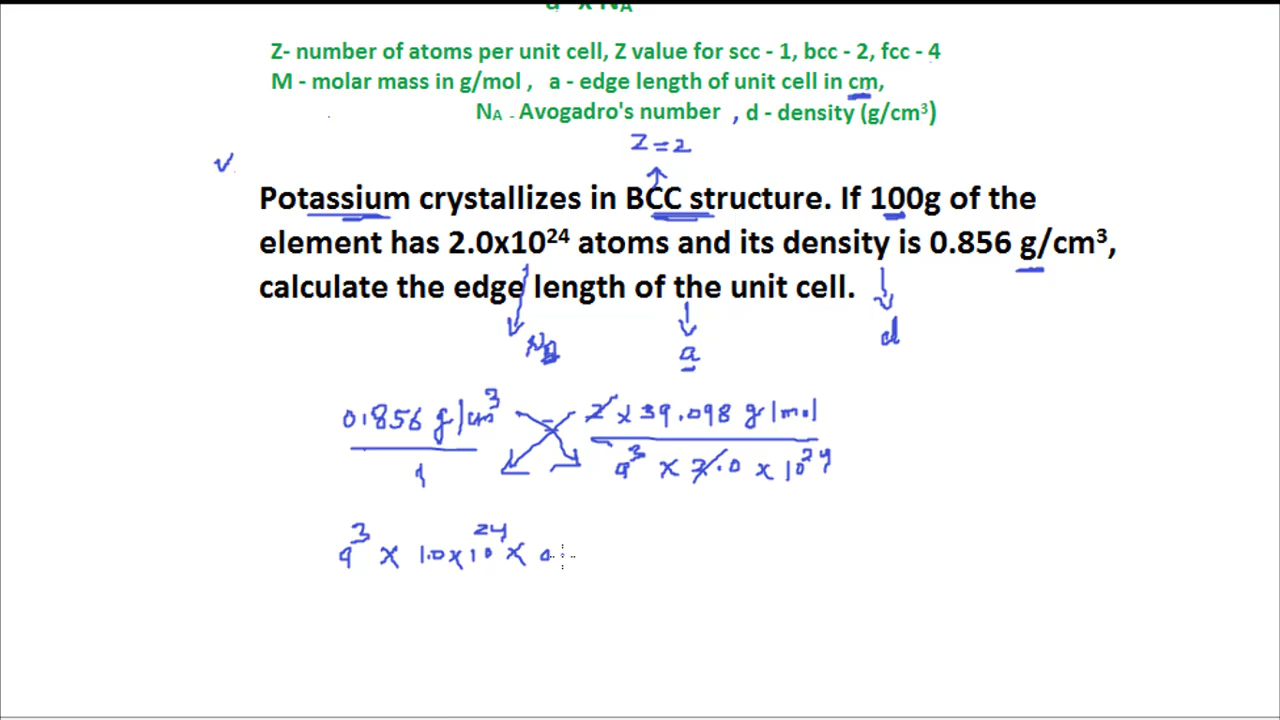 Z- number of atoms per unit cell, Z value for scc - 1, bcc - 2, fcc - 4
M - molar mass in g/mol , a - edge length of unit cell in cm,
NA - Avogadro's number , d - density (g/cm³)
Z = 2
Potassium crystallizes in BCC structure. If 100g of the
element has 2.0x10²⁴ atoms and its density is 0.856 g/cm³,
calculate the edge length of the unit cell.
a
d
0.856 g/cm³ = 2 x 39.098 g/mol
1 a³ x 2.0 x 10²⁴
a³ x 1.0 x 10²⁴ x